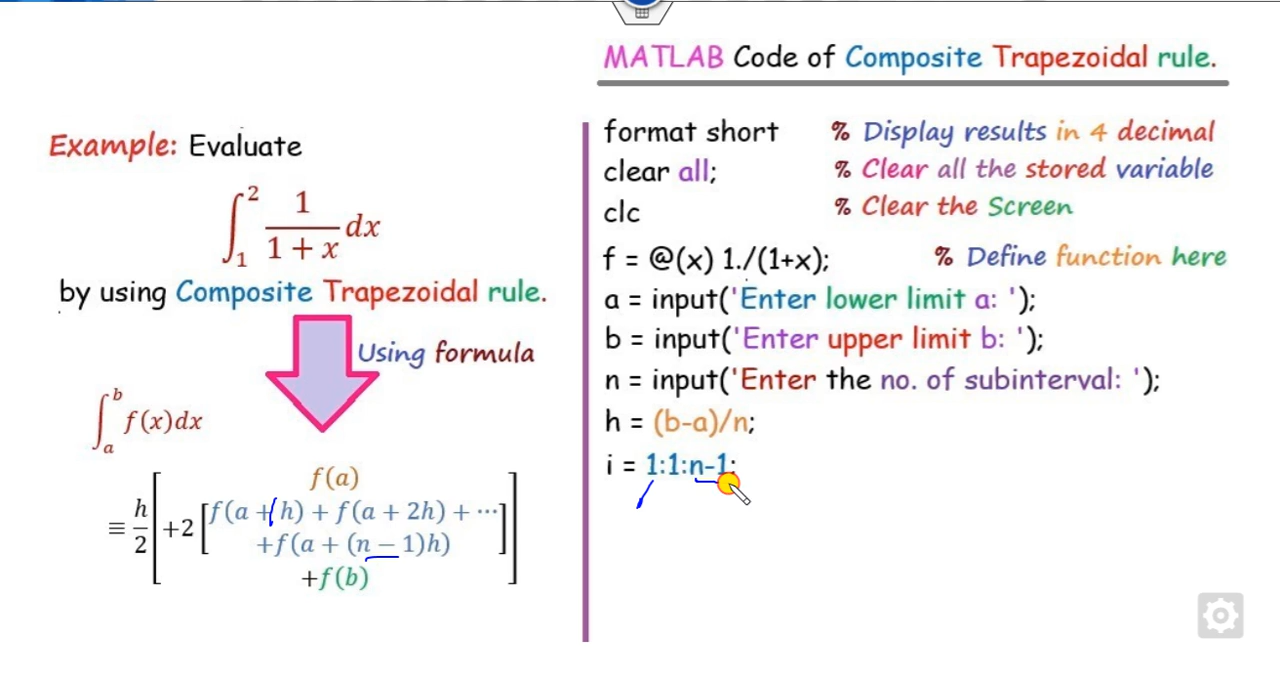 MATLAB Code of Composite Trapezoidal rule.
Example: Evaluate
∫₁² 1/(1 + x) dx
by using Composite Trapezoidal rule.
Using formula
∫ₐᵇ f(x)dx
f(a)
≡ h/2 [ +2 [ f(a + h) + f(a + 2h) + ⋯
+f(a + (n − 1)h) ] ]
+f(b)
format short % Display results in 4 decimal
clear all; % Clear all the stored variable
clc % Clear the Screen
f = @(x) 1./(1+x); % Define function here
a = input('Enter lower limit a: ');
b = input('Enter upper limit b: ');
n = input('Enter the no. of subinterval: ');
h = (b-a)/n;
i = 1:1:n-1;